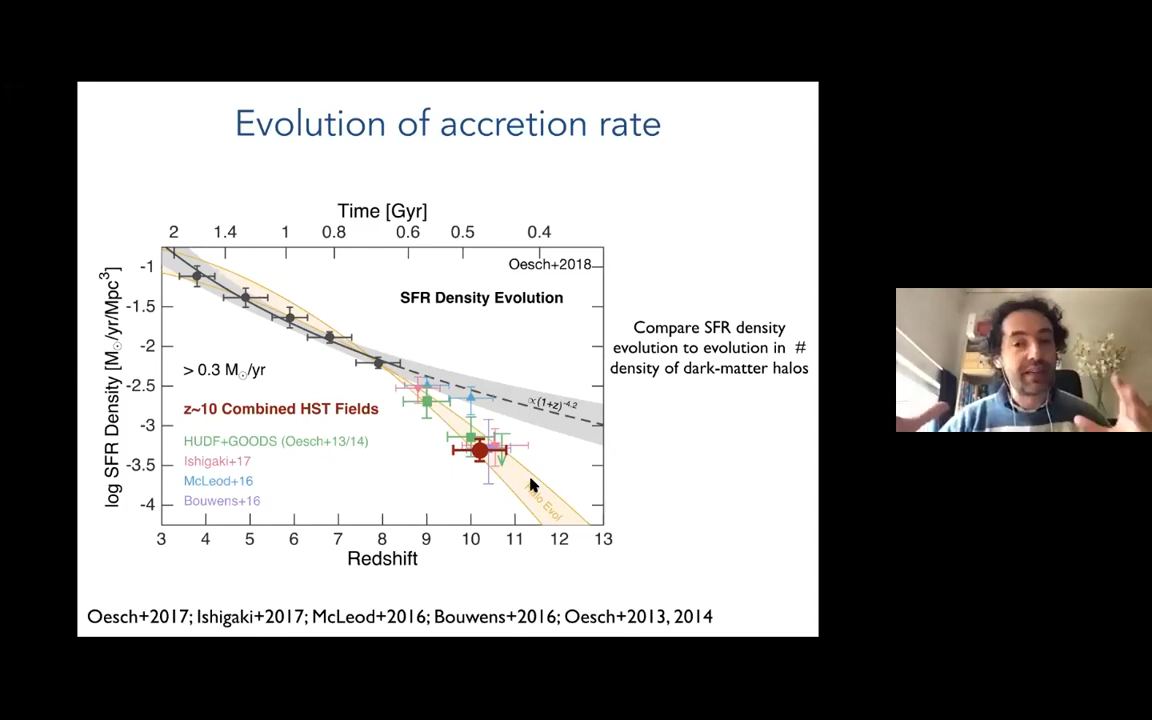 Evolution of accretion rate
Time [Gyr]
2 1.4 1 0.8 0.6 0.5 0.4
Oesch+2018
SFR Density Evolution
log SFR Density [M☉/yr/Mpc³]
-1
-1.5
-2
-2.5
-3
-3.5
-4
> 0.3 M☉/yr
z~10 Combined HST Fields
HUDF+GOODS (Oesch+13/14)
Ishigaki+17
McLeod+16
Bouwens+16
∝(1+z)^-4.2
Evol
3 4 5 6 7 8 9 10 11 12 13
Redshift
Compare SFR density
evolution to evolution in #
density of dark-matter halos
Oesch+2017; Ishigaki+2017; McLeod+2016; Bouwens+2016; Oesch+2013, 2014